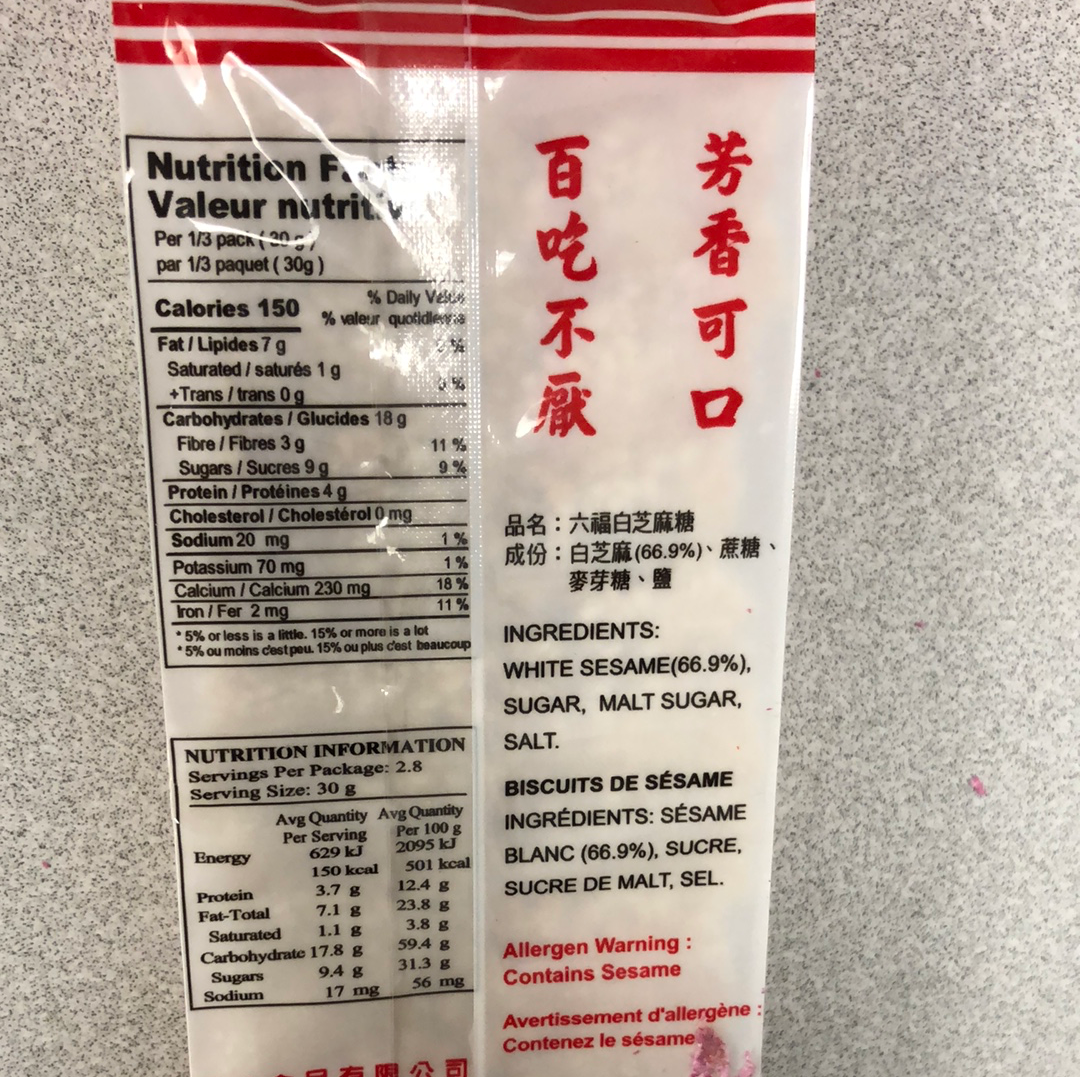 Nutrition
Valeur
Per 1/3 pack (30 g)
par 1/3 paquet ( 30g )
% Daily Value
Calories 150
% valeur quotidienne
Fat / Lipides 7 g
Saturated / saturés 1 g
+Trans / trans 0 g
Carbohydrates / Glucides 18 g
Fibre / Fibres 3 g 11 %
Sugars / Sucres 9 g 9 %
Protein / Protéines 4 g
Cholesterol / Cholestérol 0 mg
Sodium 20 mg 1 %
Potassium 70 mg 1 %
Calcium / Calcium 230 mg 18 %
Iron / Fer 2 mg 11 %
* 5% or less is a little. 15% or more is a lot
* 5% ou moins c'est peu. 15% ou plus c'est beaucoup
NUTRITION INFORMATION
Servings Per Package: 2.8
Serving Size: 30 g
Avg Quantity Avg Quantity
Per Serving Per 100 g
Energy 629 kJ 2095 kJ
150 kcal 501 kcal
Protein 3.7 g 12.4 g
Fat-Total 7.1 g 23.8 g
Saturated 1.1 g 3.8 g
Carbohydrate 17.8 g 59.4 g
Sugars 9.4 g 31.3 g
Sodium 17 mg 56 mg
品有限公司
芳香可口
百吃不厭
品名：六福白芝麻糖
成份：白芝麻(66.9%)、蔗糖、
麥芽糖、鹽
INGREDIENTS:
WHITE SESAME(66.9%),
SUGAR, MALT SUGAR,
SALT.
BISCUITS DE SÉSAME
INGRÉDIENTS: SÉSAME
BLANC (66.9%), SUCRE,
SUCRE DE MALT, SEL.
Allergen Warning :
Contains Sesame
Avertissement d'allergène :
Contenez le sésame